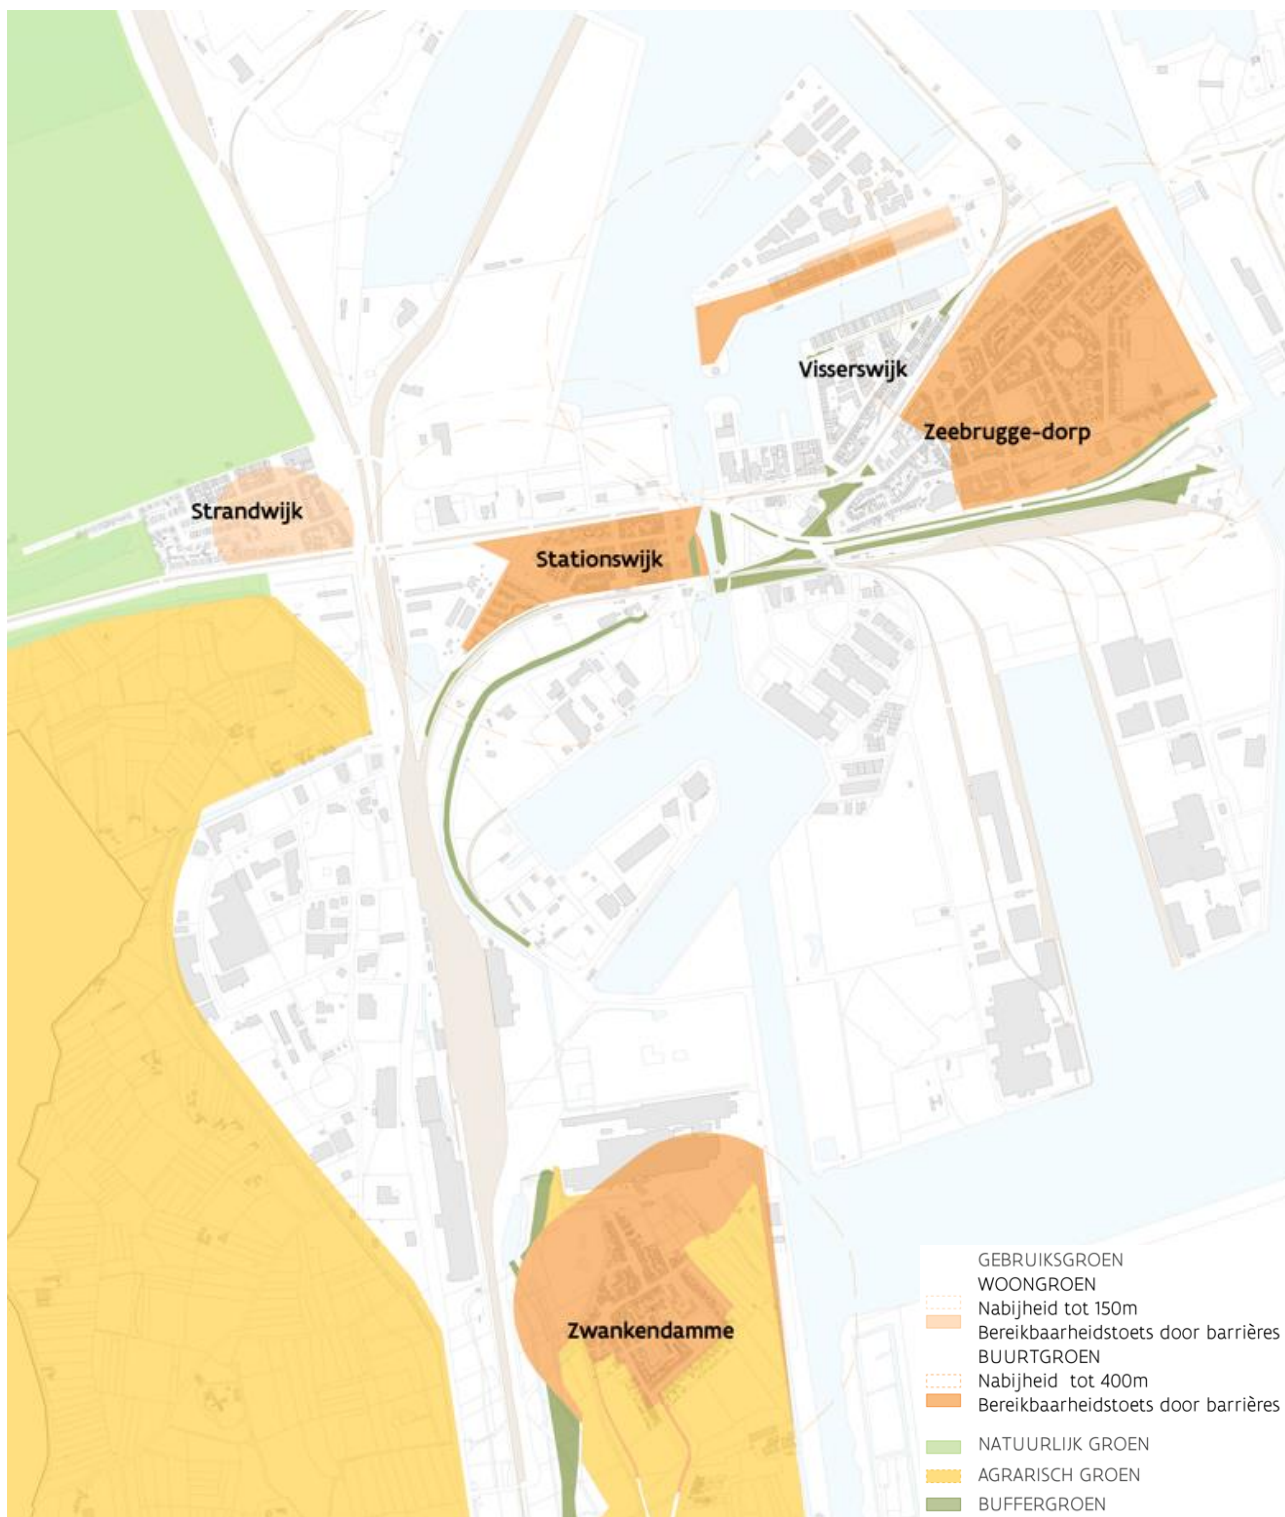 Visserswijk
Zeebrugge-dorp
Strandwijk
Stationswijk
Zwankendamme
GEBRUIKSGROEN
WOONGROEN
Nabijheid tot 150m
Bereikbaarheidstoets door barrières
BUURTGROEN
Nabijheid tot 400m
Bereikbaarheidstoets door barrières
NATUURLIJK GROEN
AGRARISCH GROEN
BUFFERGROEN